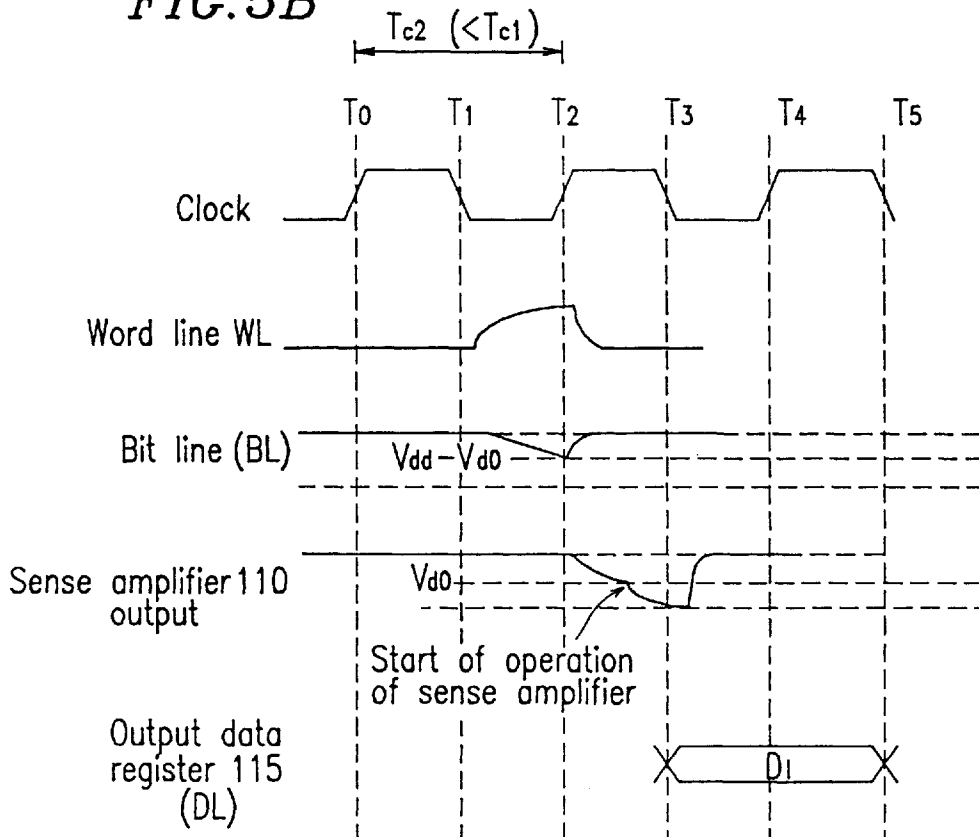 FIG. 5B
Tc2 (<Tc1)
T0 T1 T2 T3 T4 T5
Clock
Word line WL
Bit line (BL)
Vdd-Vd0
Sense amplifier 110
output
Vd0
Start of operation
of sense amplifier
Output data
register 115
(DL)
D1